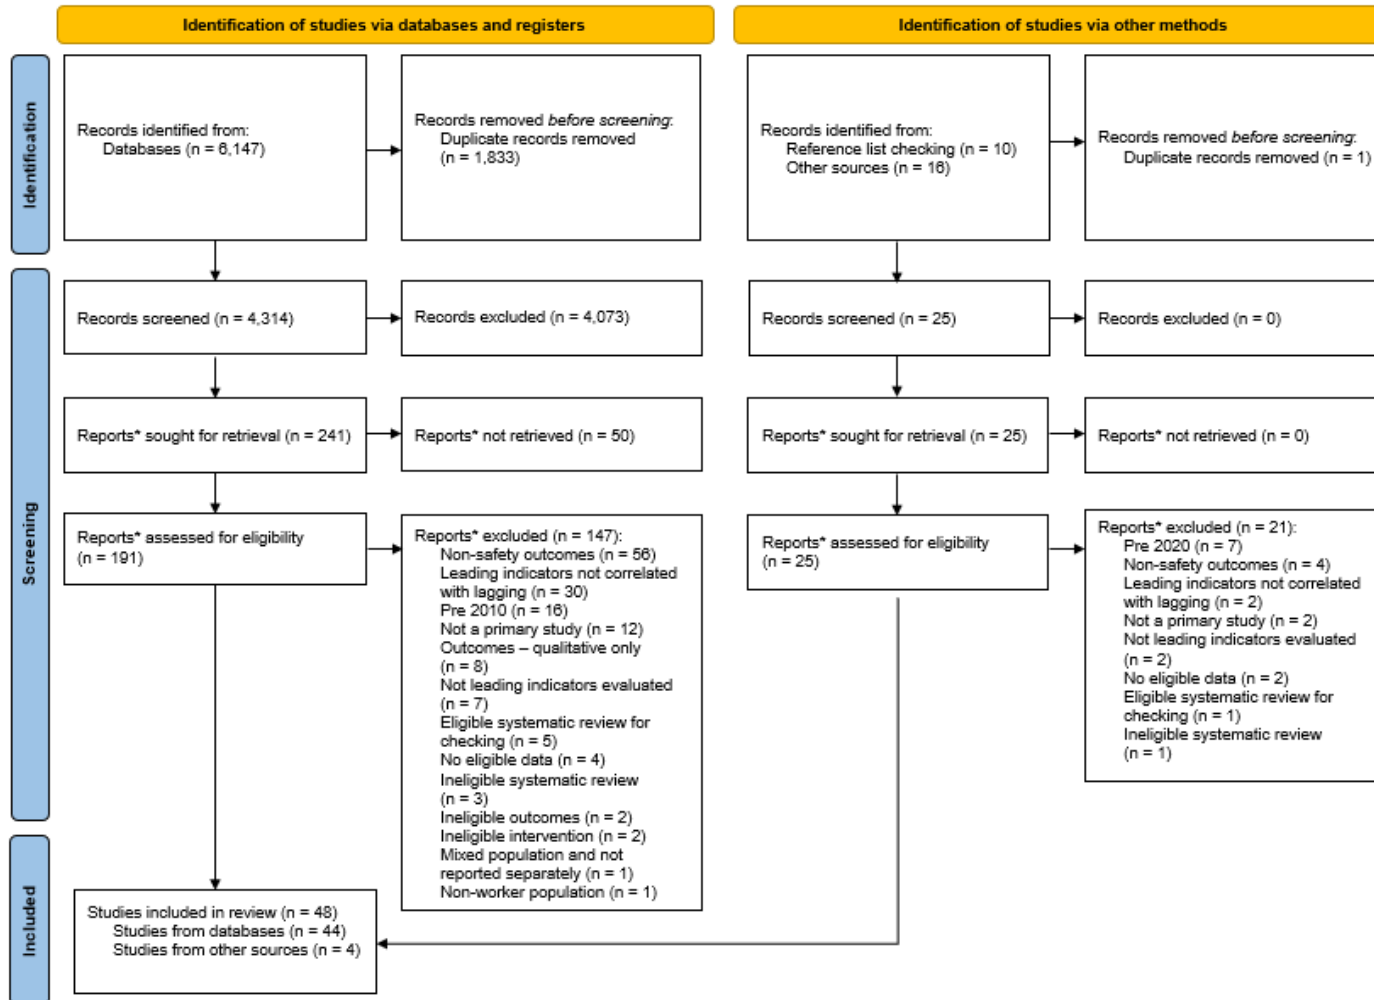 Identification of studies via databases and registers
Identification of studies via other methods
Identification
Records identified from:
Databases (n = 6,147)
Records removed before screening:
Duplicate records removed
(n = 1,833)
Records identified from:
Reference list checking (n = 10)
Other sources (n = 16)
Records removed before screening:
Duplicate records removed (n = 1)
Screening
Records screened (n = 4,314)
Records excluded (n = 4,073)
Records screened (n = 25)
Records excluded (n = 0)
Reports* sought for retrieval (n = 241)
Reports* not retrieved (n = 50)
Reports* sought for retrieval (n = 25)
Reports* not retrieved (n = 0)
Reports* assessed for eligibility
(n = 191)
Reports* excluded (n = 147):
Non-safety outcomes (n = 56)
Leading indicators not correlated
with lagging (n = 30)
Pre 2010 (n = 16)
Not a primary study (n = 12)
Outcomes – qualitative only
(n = 8)
Not leading indicators evaluated
(n = 7)
Eligible systematic review for
checking (n = 5)
No eligible data (n = 4)
Ineligible systematic review
(n = 3)
Ineligible outcomes (n = 2)
Ineligible intervention (n = 2)
Mixed population and not
reported separately (n = 1)
Non-worker population (n = 1)
Reports* assessed for eligibility
(n = 25)
Reports* excluded (n = 21):
Pre 2020 (n = 7)
Non-safety outcomes (n = 4)
Leading indicators not correlated
with lagging (n = 2)
Not a primary study (n = 2)
Not leading indicators evaluated
(n = 2)
No eligible data (n = 2)
Eligible systematic review for
checking (n = 1)
Ineligible systematic review
(n = 1)
Included
Studies included in review (n = 48)
Studies from databases (n = 44)
Studies from other sources (n = 4)